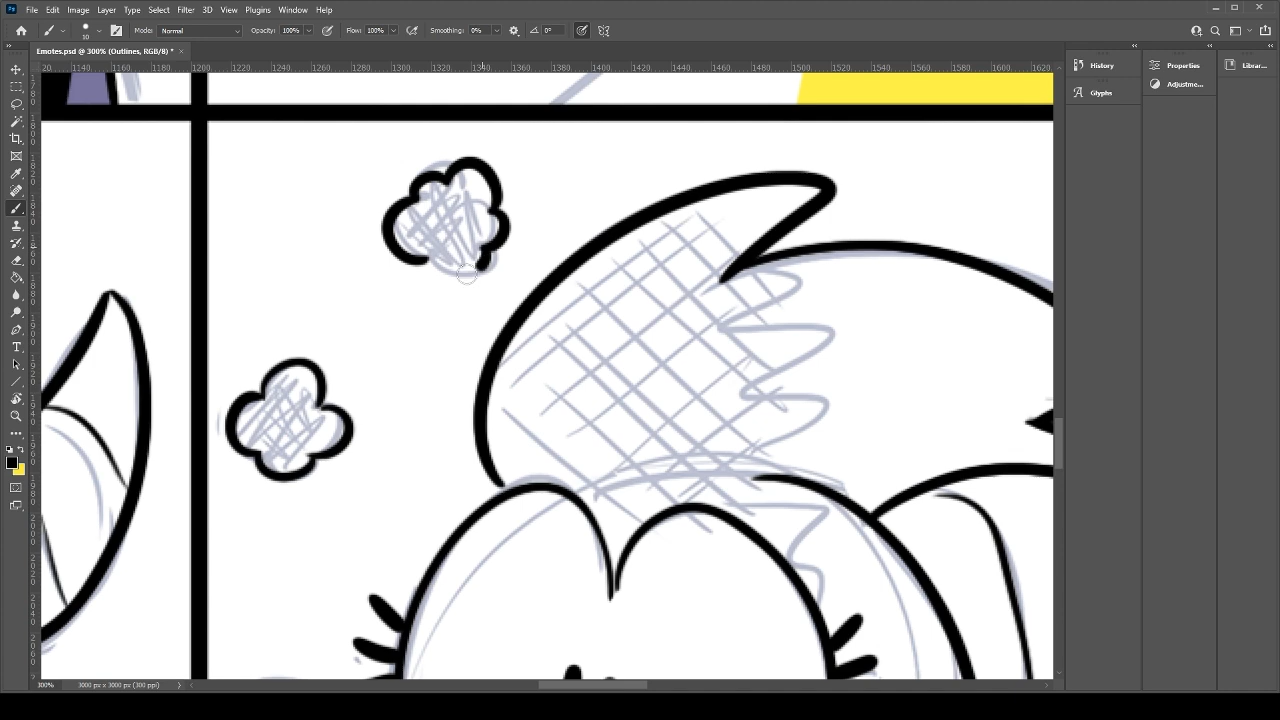 Ps File Edit Image Layer Type Select Filter 3D View Plugins Window Help
10 Mode: Normal Opacity: 100% Flow: 100% Smoothing: 0% 0°
Emotes.psd @ 300% (Outlines, RGB/8) *
20 1140 1160 1200 1220 1240 1260 1280 1300 1320 1340 1360 1380 1400 1420 1440 1460 1480 1500 1520 1540 1560 1580 1600 1620
History
Properties
Librar...
Glyphs
Adjustme...
300% 3000 px x 3000 px (300 ppi)